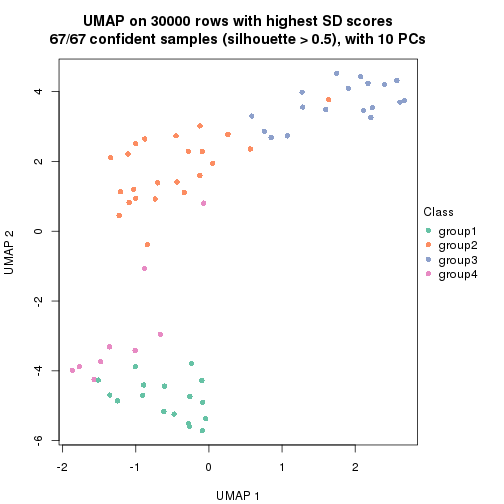 UMAP on 30000 rows with highest SD scores
67/67 confident samples (silhouette > 0.5), with 10 PCs
4
2
0
-2
-4
-6
UMAP 2
-2
-1
0
1
2
UMAP 1
Class
group1
group2
group3
group4